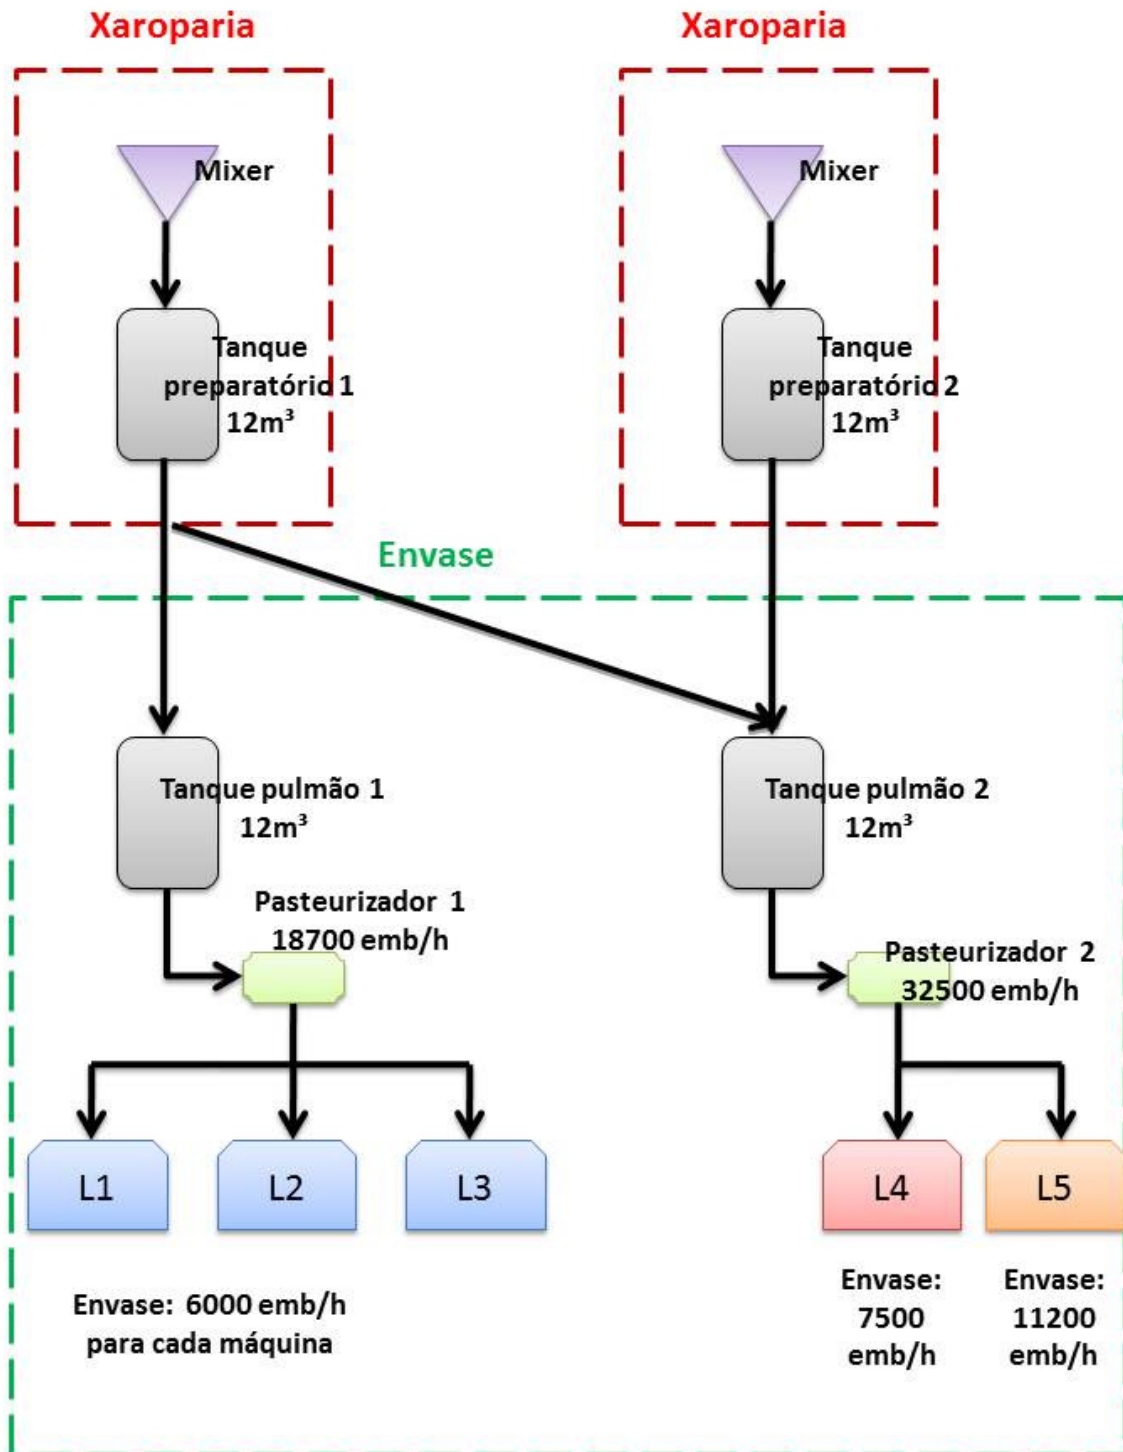 Xaroparia
Xaroparia
Mixer
Mixer
Tanque
preparatório 1
12m³
Tanque
preparatório 2
12m³
Envase
Tanque pulmão 1
12m³
Tanque pulmão 2
12m³
Pasteurizador 1
18700 emb/h
Pasteurizador 2
32500 emb/h
L1
L2
L3
L4
L5
Envase: 6000 emb/h
para cada máquina
Envase:
7500
emb/h
Envase:
11200
emb/h